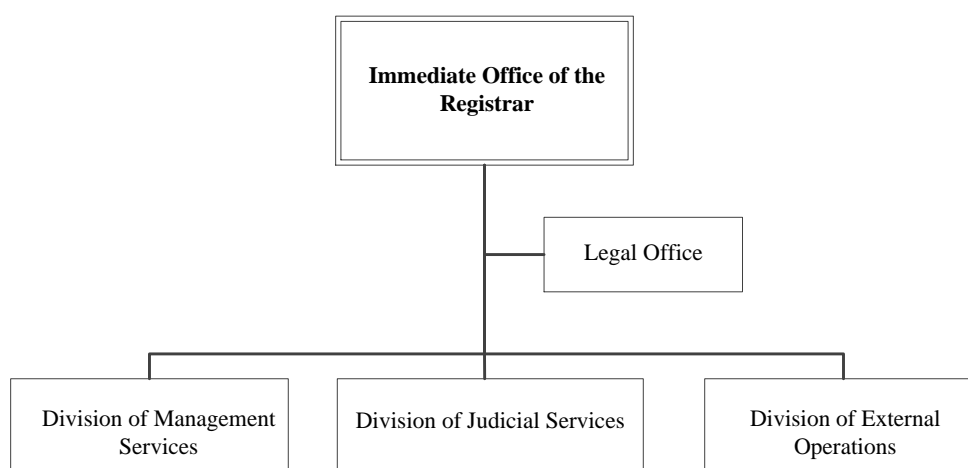 Immediate Office of the
Registrar
Legal Office
Division of Management
Services
Division of Judicial Services
Division of External
Operations